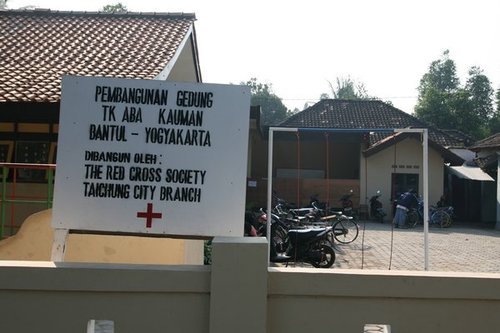 PEMBANGUNAN GEDUNG
TK ABA KAUMAN
BANTUL - YOGYAKARTA
DIBANGUN OLEH :
THE RED CROSS SOCIETY
TAICHUNG CITY BRANCH